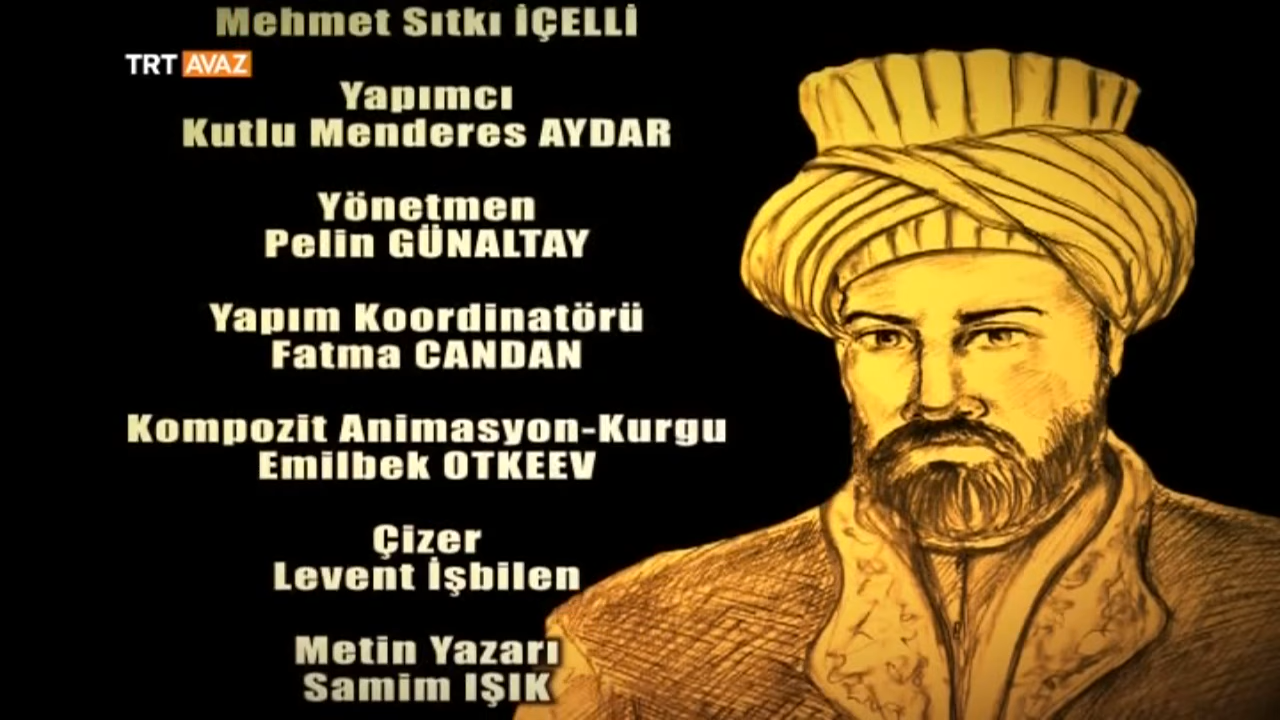 Mehmet Sıtkı İÇELLİ
TRT AVAZ
Yapımcı
Kutlu Menderes AYDAR
Yönetmen
Pelin GÜNALTAY
Yapım Koordinatörü
Fatma CANDAN
Kompozit Animasyon-Kurgu
Emilbek OTKEEV
Çizer
Levent İşbilen
Metin Yazarı
Samim IŞIK